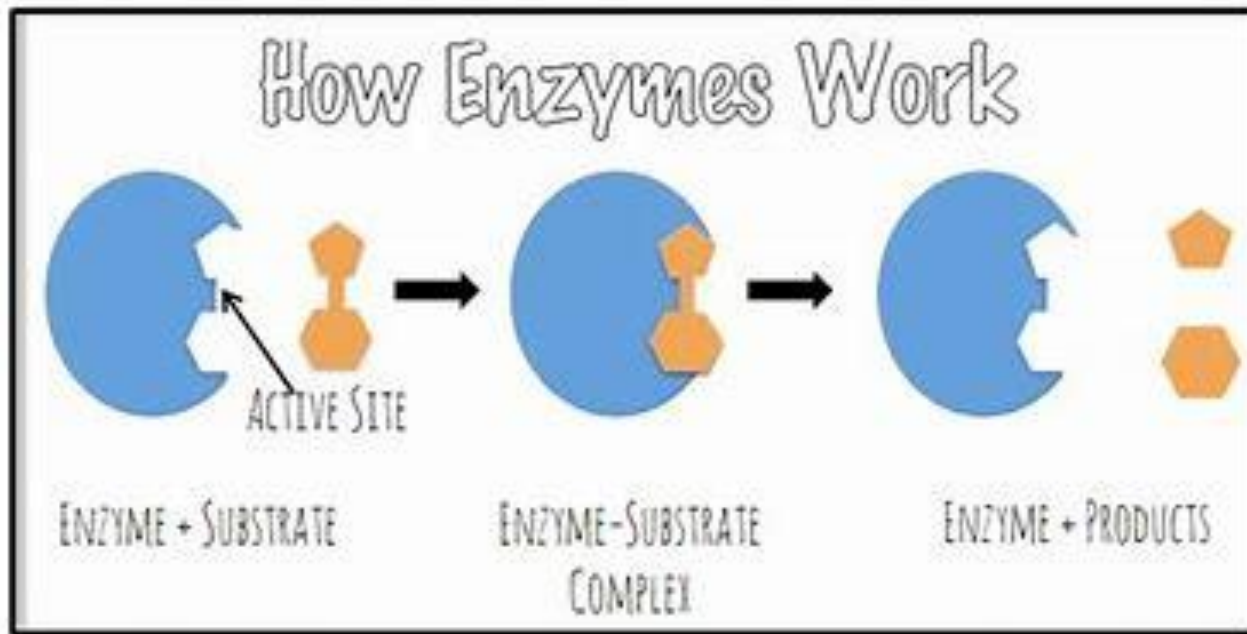 How Enzymes Work
ACTIVE SITE
ENZYME + SUBSTRATE
ENZYME-SUBSTRATE
COMPLEX
ENZYME + PRODUCTS